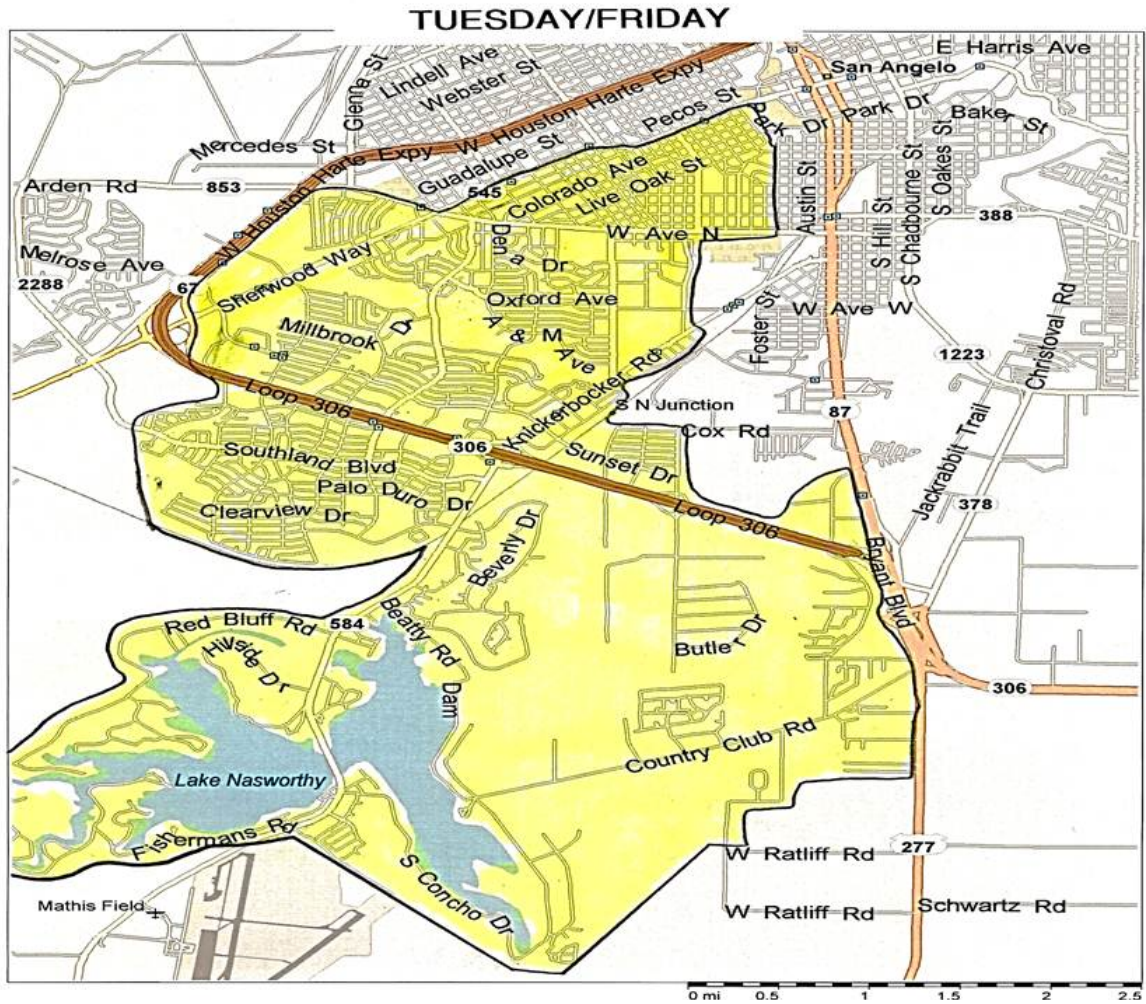 TUESDAY/FRIDAY
E Harris Ave
Lindell Ave
Webster St
Glenna St
San Angelo
W Houston Harte Expy
Pecos St
Park Dr
Park Dr
Baker St
Mercedes St
W Houston Harte Expy
Guadalupe St
Arden Rd
853
545
Colorado Ave
Live Oak St
Austin St
S Hill St
S Chadbourne St
S Oakes St
388
W Houston Harte Expy
W Ave N
Dena Dr
Melrose Ave
2288
67
Sherwood Way
Oxford Ave
Foster St
W Ave W
Millbrook Dr
A & M Ave
1223
Christoval Rd
Knickerbocker Rd
Loop 306
S N Junction
87
Cox Rd
Jackrabbit Trail
306
Southland Blvd
Sunset Dr
Palo Duro Dr
Clearview Dr
Loop 306
378
Beverly Dr
Bryant Blvd
Red Bluff Rd
584
Beatty Rd
Hillside Dr
Butler Dr
Dam
306
Country Club Rd
Lake Nasworthy
Fishermans Rd
277
W Ratliff Rd
S Concho Dr
Mathis Field
W Ratliff Rd
Schwartz Rd
0 mi 0.5 1 1.5 2 2.5